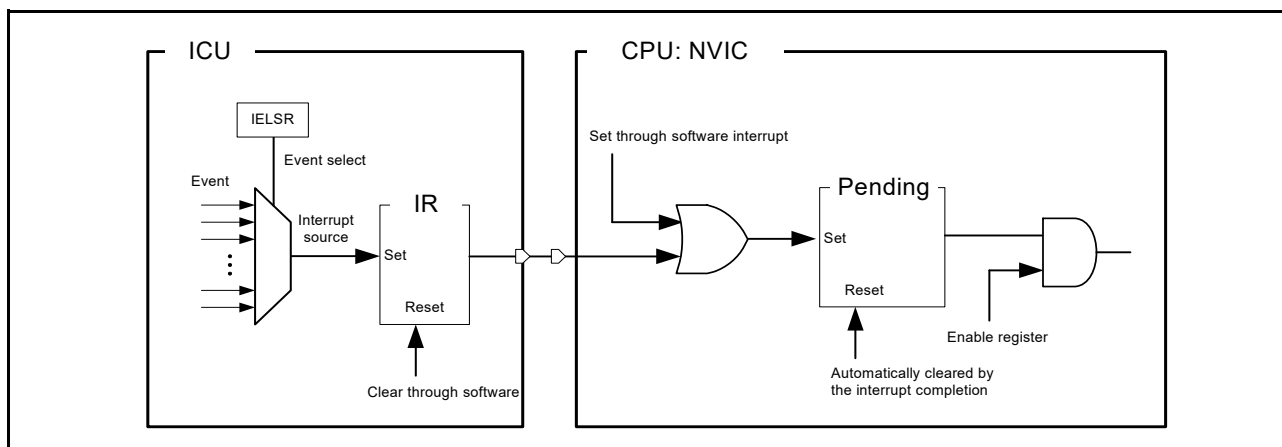 ICU
CPU: NVIC
IELSR
Set through software interrupt
Event select
Event
Pending
IR
Interrupt
source
Set
Set
Reset
Reset
Enable register
Clear through software
Automatically cleared by
the interrupt completion